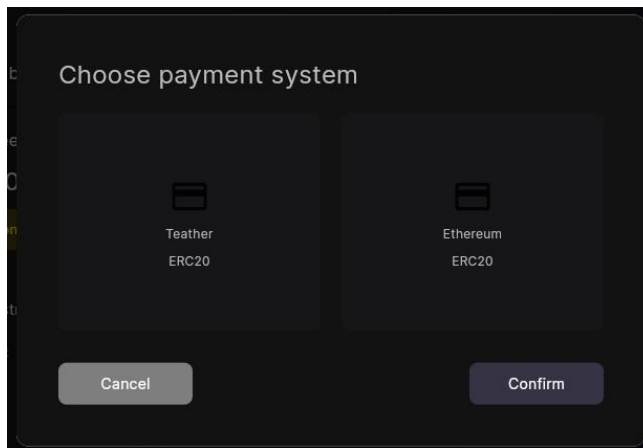 Choose payment system
Teather
ERC20
Ethereum
ERC20
Cancel
Confirm